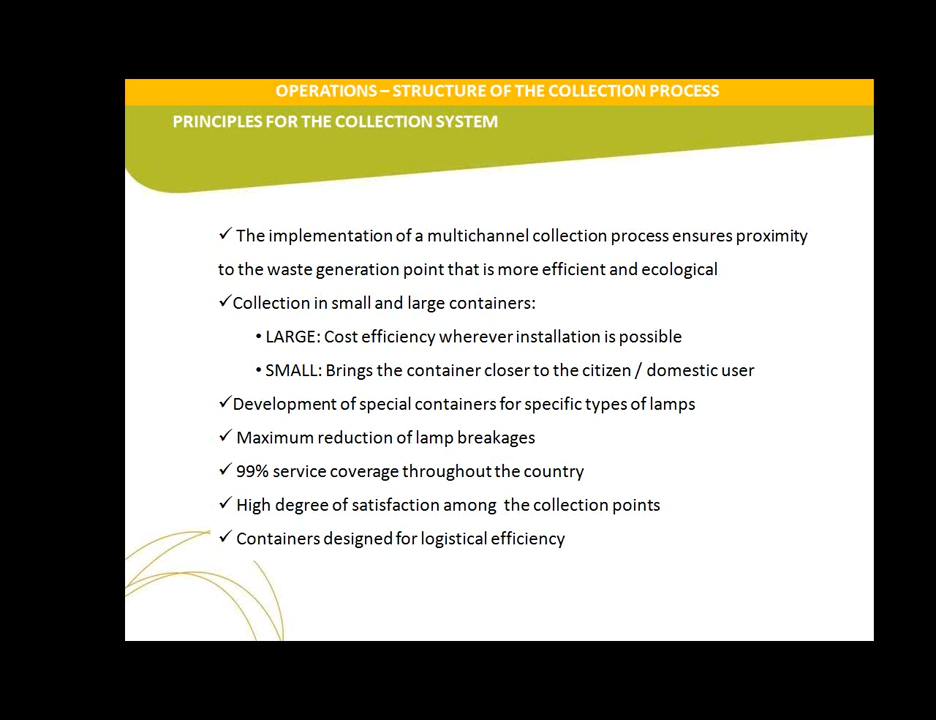 OPERATIONS – STRUCTURE OF THE COLLECTION PROCESS
PRINCIPLES FOR THE COLLECTION SYSTEM
✓ The implementation of a multichannel collection process ensures proximity
to the waste generation point that is more efficient and ecological
✓Collection in small and large containers:
• LARGE: Cost efficiency wherever installation is possible
• SMALL: Brings the container closer to the citizen / domestic user
✓Development of special containers for specific types of lamps
✓ Maximum reduction of lamp breakages
✓ 99% service coverage throughout the country
✓ High degree of satisfaction among  the collection points
✓ Containers designed for logistical efficiency